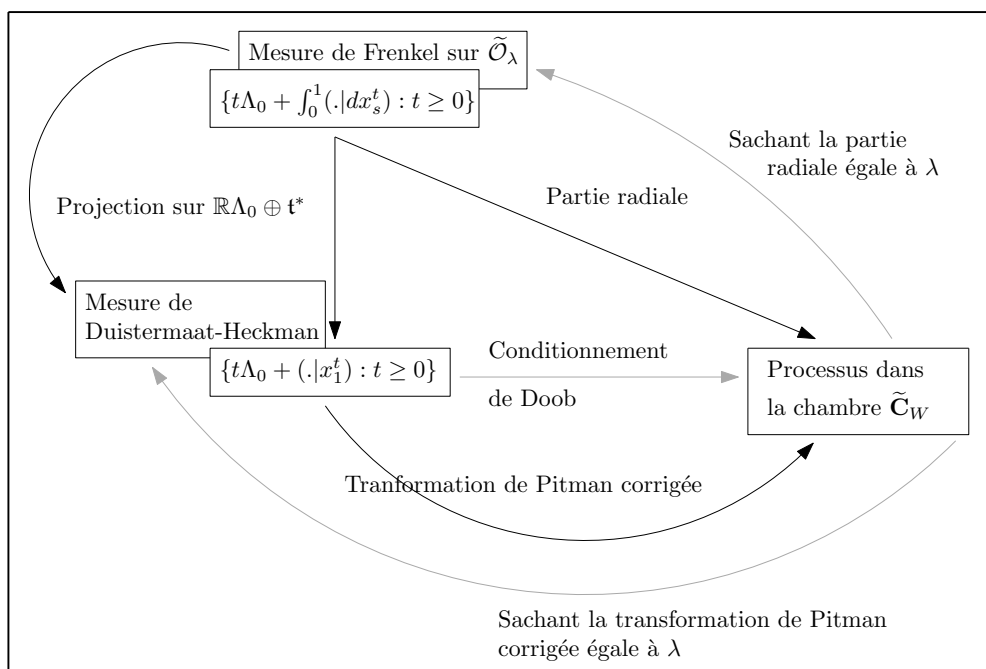 Mesure de Frenkel sur $\widetilde{\mathcal{O}}_\lambda$
$\{t\Lambda_0 + \int_0^1 (.|dx_s^t) : t \geq 0\}$
Sachant la partie
radiale égale à λ
Projection sur $\mathbb{R}\Lambda_0 \oplus \mathfrak{t}^*$
Partie radiale
Mesure de
Duistermaat-Heckman
$\{t\Lambda_0 + (.|x_1^t) : t \geq 0\}$
Conditionnement
de Doob
Processus dans
la chambre $\widetilde{\mathbf{C}}_W$
Tranformation de Pitman corrigée
Sachant la transformation de Pitman
corrigée égale à λ